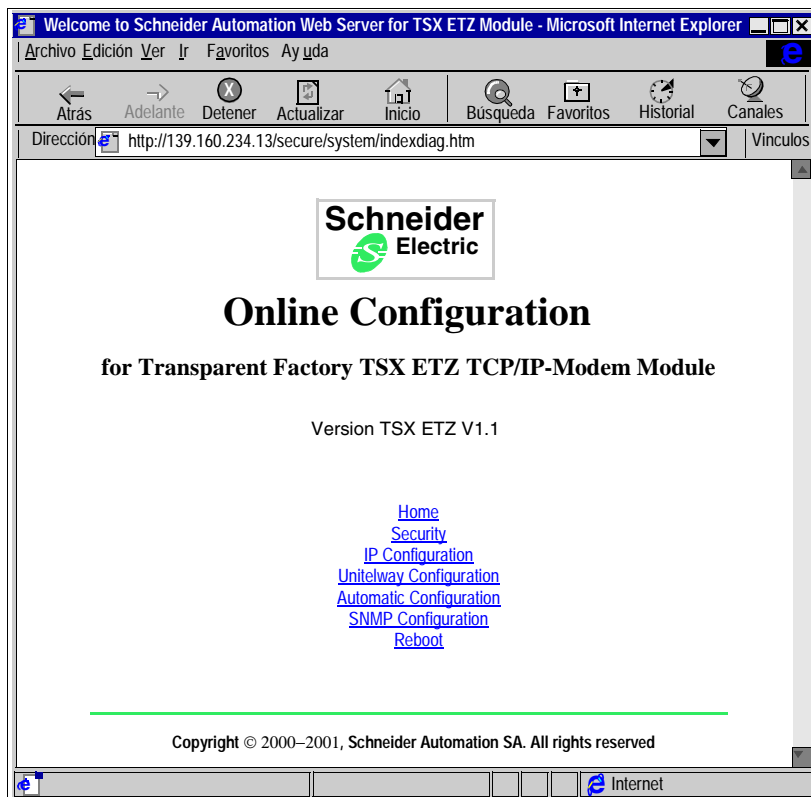 Welcome to Schneider Automation Web Server for TSX ETZ Module - Microsoft Internet Explorer
Archivo Edición Ver Ir Favoritos Ay uda
Atrás Adelante Detener Actualizar Inicio Búsqueda Favoritos Historial Canales
Dirección http://139.160.234.13/secure/system/indexdiag.htm Vinculos
Schneider
Electric
Online Configuration
for Transparent Factory TSX ETZ TCP/IP-Modem Module
Version TSX ETZ V1.1
Home
Security
IP Configuration
Unitelway Configuration
Automatic Configuration
SNMP Configuration
Reboot
Copyright © 2000–2001, Schneider Automation SA. All rights reserved
Internet